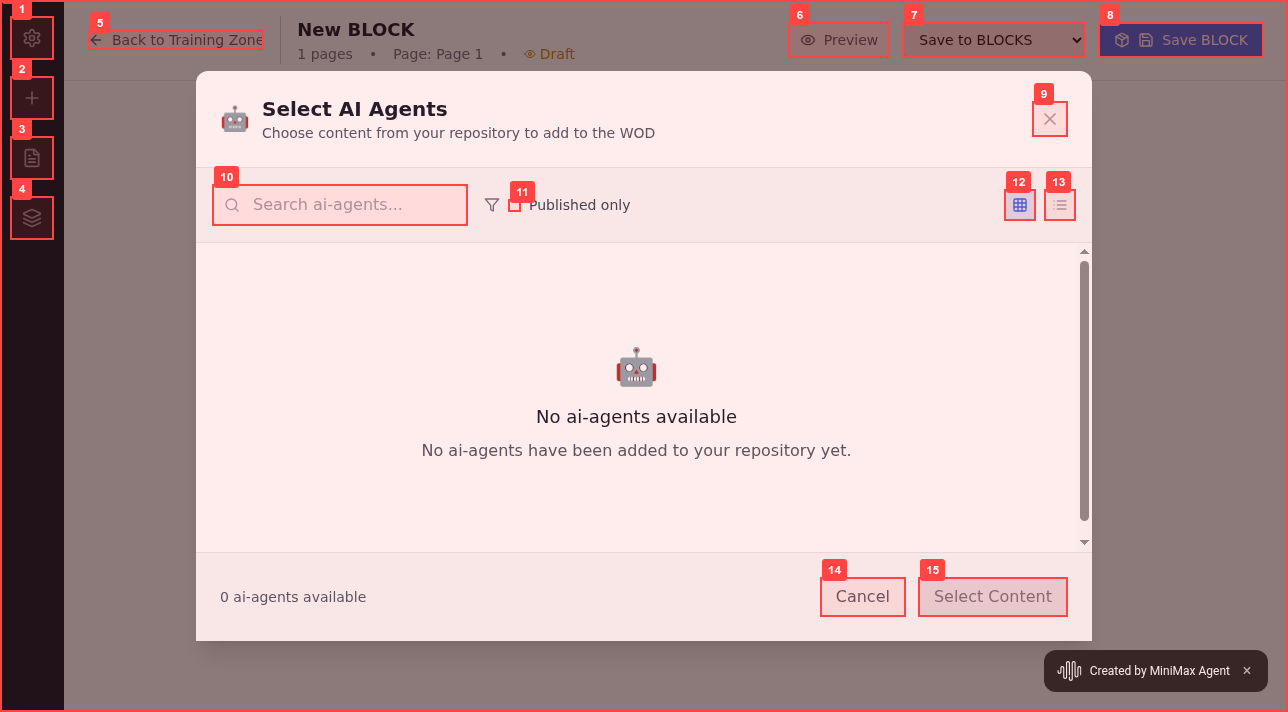 1
5
Back to Training Zone
New BLOCK
1 pages • Page: Page 1 • Draft
6
Preview
7
Save to BLOCKS
8
Save BLOCK
2
3
4
Select AI Agents
Choose content from your repository to add to the WOD
9
10
Search ai-agents...
11
Published only
12
13
No ai-agents available
No ai-agents have been added to your repository yet.
0 ai-agents available
14
Cancel
15
Select Content
Created by MiniMax Agent ×